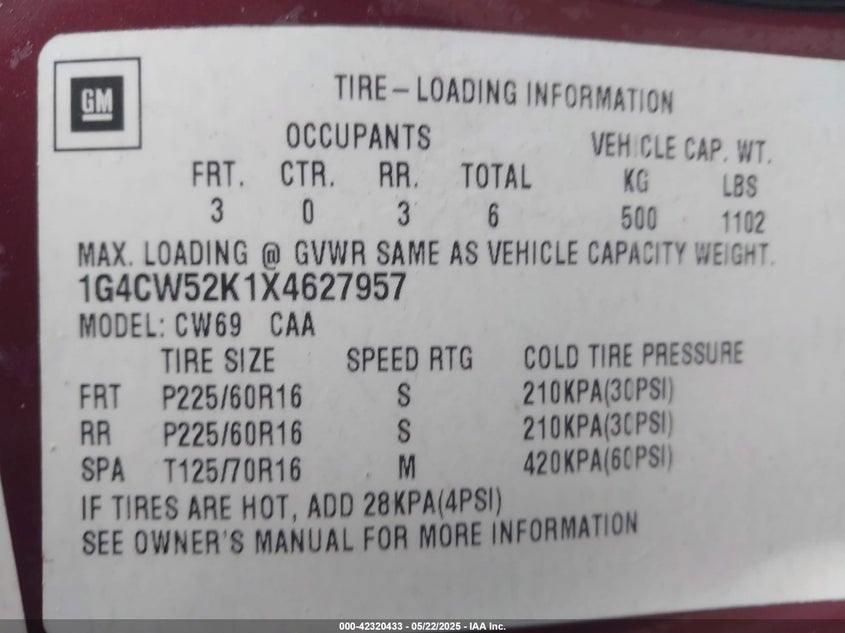 GM
TIRE-LOADING INFORMATION
OCCUPANTS VEHICLE CAP. WT.
FRT. CTR. RR. TOTAL KG LBS
3 0 3 6 500 1102
MAX. LOADING @ GVWR SAME AS VEHICLE CAPACITY WEIGHT.
1G4CW52K1X4627957
MODEL: CW69 CAA
TIRE SIZE SPEED RTG COLD TIRE PRESSURE
FRT P225/60R16 S 210KPA(30PSI)
RR P225/60R16 S 210KPA(30PSI)
SPA T125/70R16 M 420KPA(60PSI)
IF TIRES ARE HOT, ADD 28KPA(4PSI)
SEE OWNER'S MANUAL FOR MORE INFORMATION
000-42320433 - 05/22/2025 - IAA Inc.